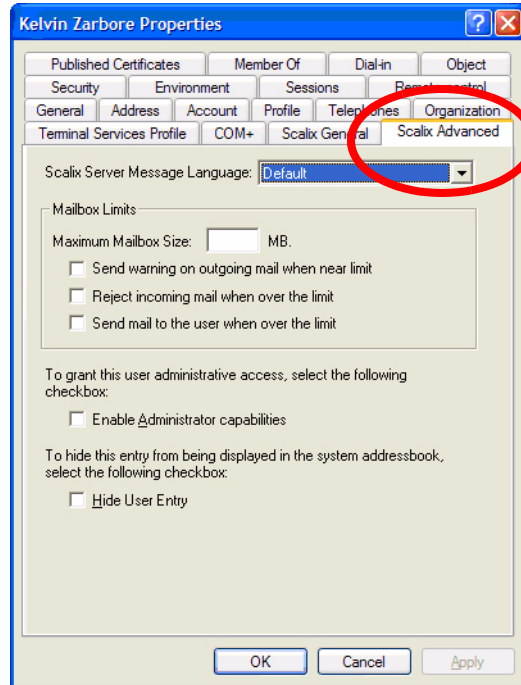 Kelvin Zarbore Properties
Published Certificates Member Of Dial-in Object
Security Environment Sessions Remote control
General Address Account Profile Telephones Organization
Terminal Services Profile COM+ Scalix General Scalix Advanced
Scalix Server Message Language: Default
Mailbox Limits
Maximum Mailbox Size: MB.
Send warning on outgoing mail when near limit
Reject incoming mail when over the limit
Send mail to the user when over the limit
To grant this user administrative access, select the following
checkbox:
Enable Administrator capabilities
To hide this entry from being displayed in the system addressbook,
select the following checkbox:
Hide User Entry
OK Cancel Apply